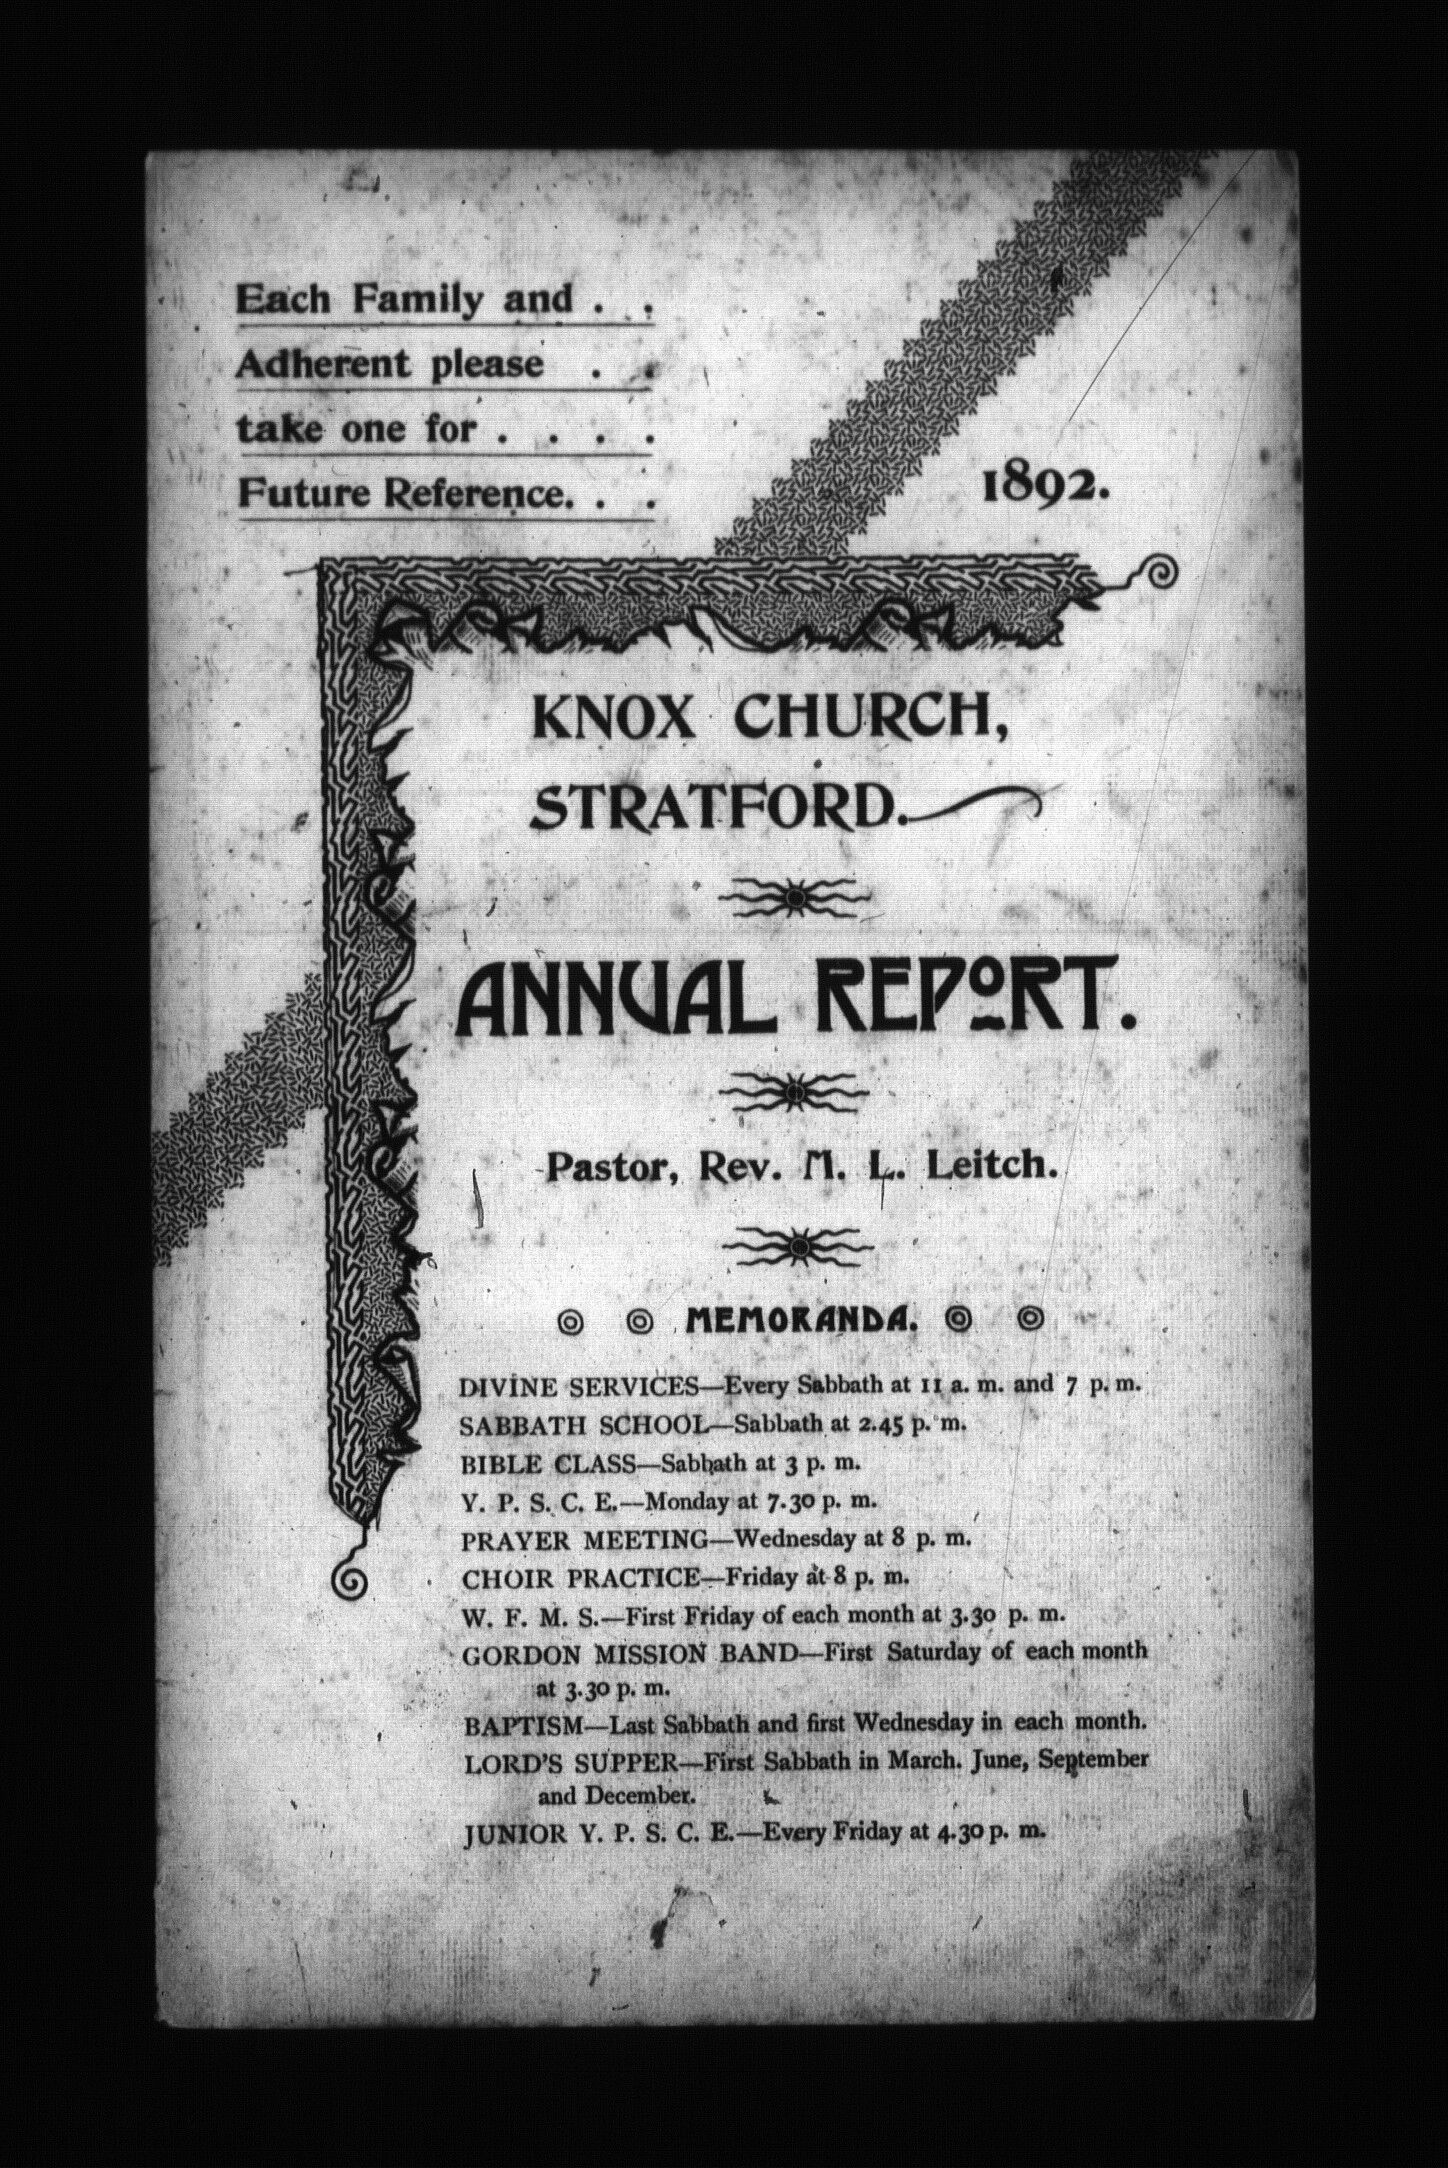 Each Family and . .
Adherent please . .
take one for . . . .
Future Reference. . .
1892.
KNOX CHURCH,
STRATFORD.
ANNUAL REPORT.
Pastor, Rev. M. L. Leitch.
MEMORANDA.
DIVINE SERVICES—Every Sabbath at 11 a. m. and 7 p. m.
SABBATH SCHOOL—Sabbath at 2.45 p. m.
BIBLE CLASS—Sabbath at 3 p. m.
Y. P. S. C. E.—Monday at 7.30 p. m.
PRAYER MEETING—Wednesday at 8 p. m.
CHOIR PRACTICE—Friday at 8 p. m.
W. F. M. S.—First Friday of each month at 3.30 p. m.
GORDON MISSION BAND—First Saturday of each month
at 3.30 p. m.
BAPTISM—Last Sabbath and first Wednesday in each month.
LORD'S SUPPER—First Sabbath in March. June, September
and December.
JUNIOR Y. P. S. C. E.—Every Friday at 4.30 p. m.